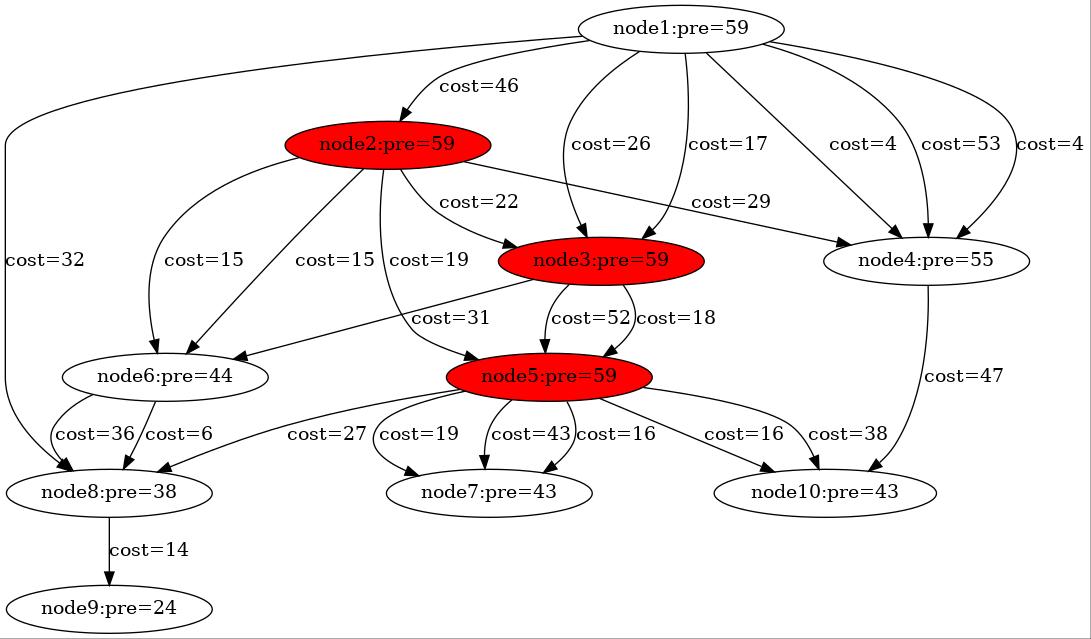 node1:pre=59
cost=46
node2:pre=59
cost=26
cost=17
cost=4
cost=53
cost=4
cost=22
cost=29
cost=32
cost=15
cost=15
cost=19
node3:pre=59
node4:pre=55
cost=31
cost=52
cost=18
node6:pre=44
node5:pre=59
cost=47
cost=36
cost=6
cost=27
cost=19
cost=43
cost=16
cost=16
cost=38
node8:pre=38
node7:pre=43
node10:pre=43
cost=14
node9:pre=24